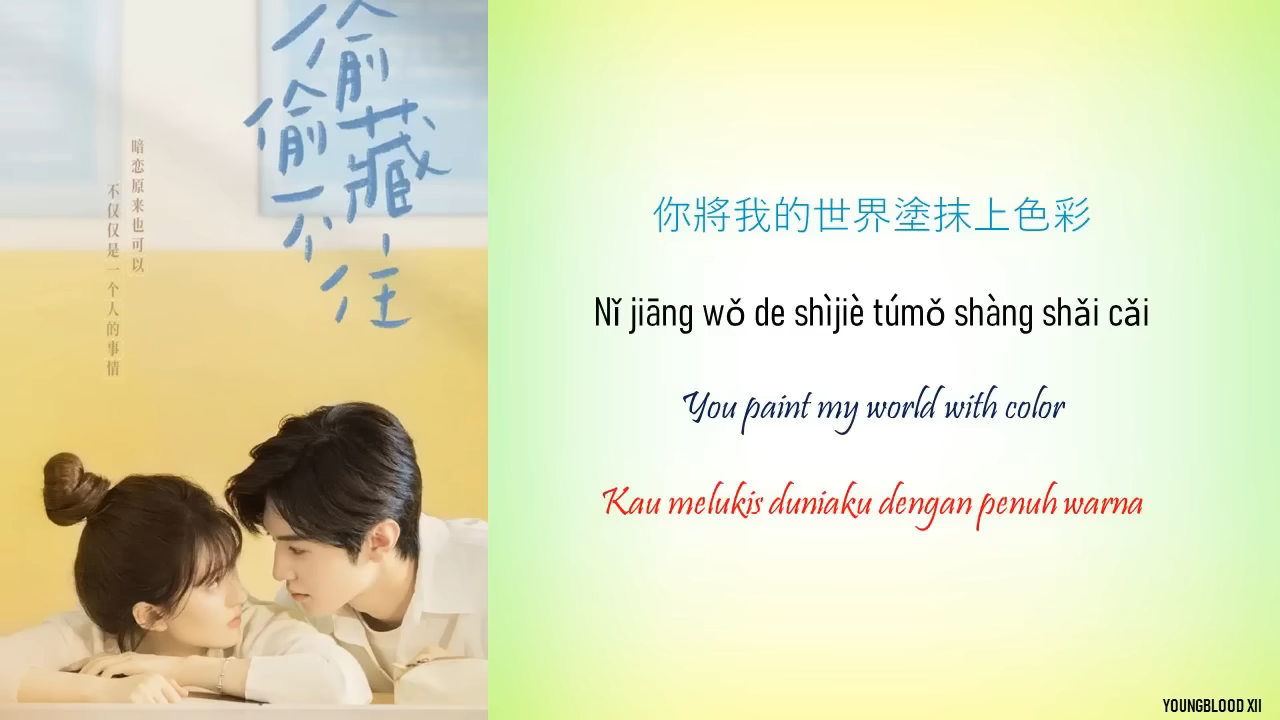 偷偷藏不住
暗恋原来也可以
不仅仅是一个人的事情
你將我的世界塗抹上色彩
Nǐ jiāng wǒ de shìjiè túmǒ shàng shǎi cǎi
You paint my world with color
Kau melukis duniaku dengan penuh warna
YOUNGBLOOD XII